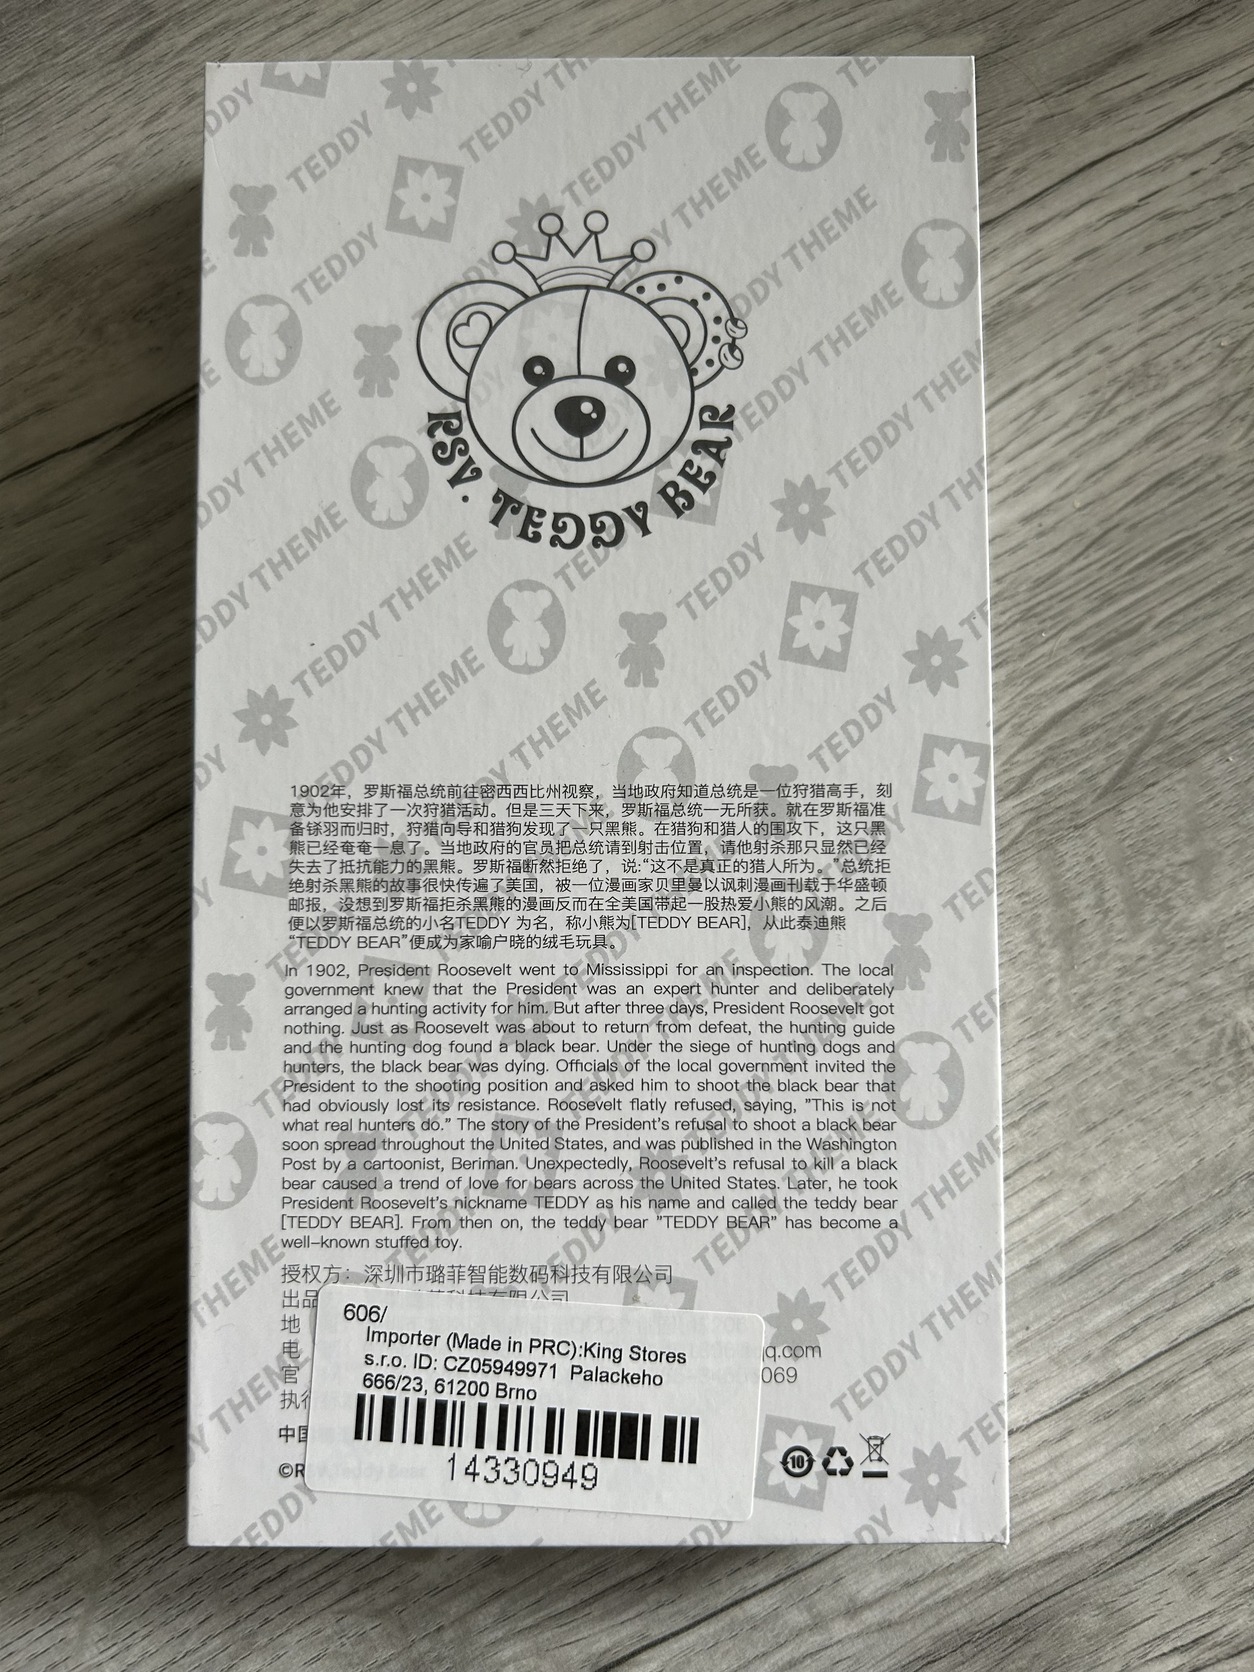 RSV. TEDDY BEAR
1902年，罗斯福总统前往密西西比州视察，当地政府知道总统是一位狩猎高手，刻
意为他安排了一次狩猎活动。但是三天下来，罗斯福总统一无所获。就在罗斯福准
备铩羽而归时，狩猎向导和猎狗发现了一只黑熊。在猎狗和猎人的围攻下，这只黑
熊已经奄奄一息了。当地政府的官员把总统请到射击位置，请他射杀那只显然已经
失去了抵抗能力的黑熊。罗斯福断然拒绝了，说:“这不是真正的猎人所为。”总统拒
绝射杀黑熊的故事很快传遍了美国，被一位漫画家贝里曼以讽刺漫画刊载于华盛顿
邮报，没想到罗斯福拒杀黑熊的漫画反而在全美国带起一股热爱小熊的风潮。之后
便以罗斯福总统的小名TEDDY 为名，称小熊为[TEDDY BEAR]，从此泰迪熊
“TEDDY BEAR”便成为家喻户晓的绒毛玩具。
In 1902, President Roosevelt went to Mississippi for an inspection. The local
government knew that the President was an expert hunter and deliberately
arranged a hunting activity for him. But after three days, President Roosevelt got
nothing. Just as Roosevelt was about to return from defeat, the hunting guide
and the hunting dog found a black bear. Under the siege of hunting dogs and
hunters, the black bear was dying. Officials of the local government invited the
President to the shooting position and asked him to shoot the black bear that
had obviously lost its resistance. Roosevelt flatly refused, saying, "This is not
what real hunters do." The story of the President's refusal to shoot a black bear
soon spread throughout the United States, and was published in the Washington
Post by a cartoonist, Beriman. Unexpectedly, Roosevelt's refusal to kill a black
bear caused a trend of love for bears across the United States. Later, he took
President Roosevelt's nickname TEDDY as his name and called the teddy bear
[TEDDY BEAR]. From then on, the teddy bear "TEDDY BEAR" has become a
well-known stuffed toy.
授权方：深圳市璐菲智能数码科技有限公司
出品
地
电 q.com
官 069
执行
中国
©R
606/
Importer (Made in PRC):King Stores
s.r.o. ID: CZ05949971 Palackeho
666/23, 61200 Brno
14330949
10
TEDDY THEME